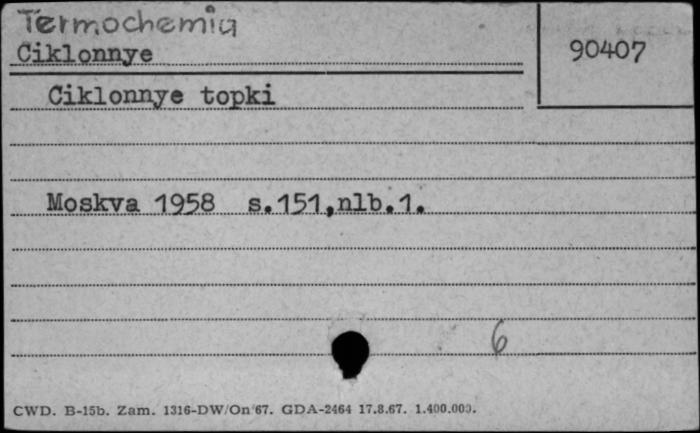 Termochemia
Ciklonnye
90407
Ciklonnye topki
Moskva 1958 s.151,nlb.1.
6
CWD. B-15b. Zam. 1316-DW/On/67. GDA-2464 17.8.67. 1.400.000.